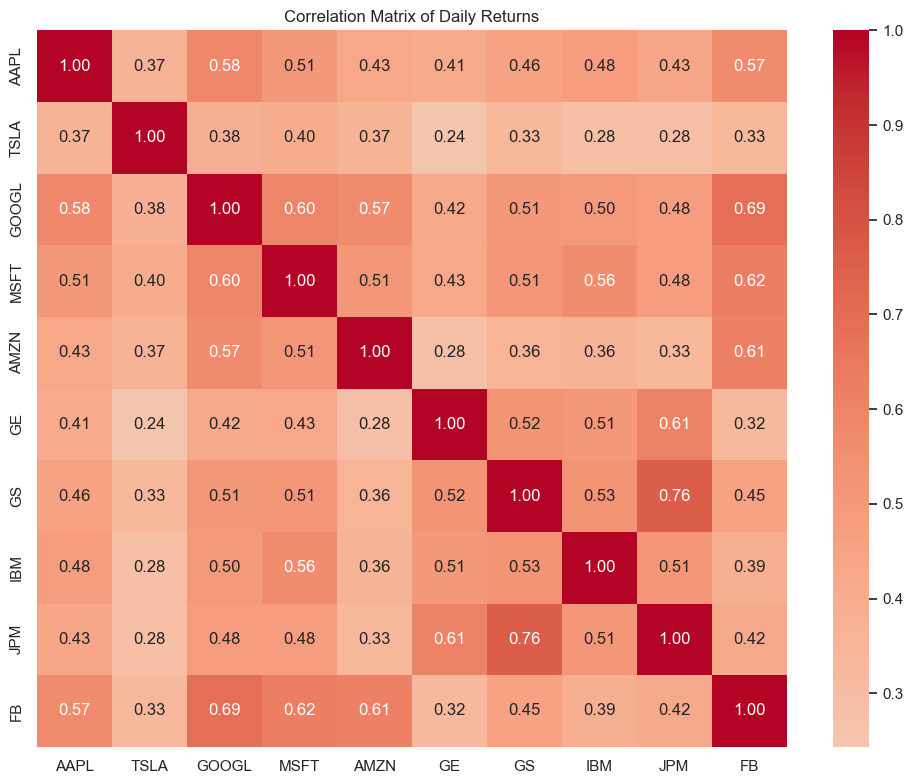 Correlation Matrix of Daily Returns
AAPL 1.00 0.37 0.58 0.51 0.43 0.41 0.46 0.48 0.43 0.57
TSLA 0.37 1.00 0.38 0.40 0.37 0.24 0.33 0.28 0.28 0.33
GOOGL 0.58 0.38 1.00 0.60 0.57 0.42 0.51 0.50 0.48 0.69
MSFT 0.51 0.40 0.60 1.00 0.51 0.43 0.51 0.56 0.48 0.62
AMZN 0.43 0.37 0.57 0.51 1.00 0.28 0.36 0.36 0.33 0.61
GE 0.41 0.24 0.42 0.43 0.28 1.00 0.52 0.51 0.61 0.32
GS 0.46 0.33 0.51 0.51 0.36 0.52 1.00 0.53 0.76 0.45
IBM 0.48 0.28 0.50 0.56 0.36 0.51 0.53 1.00 0.51 0.39
JPM 0.43 0.28 0.48 0.48 0.33 0.61 0.76 0.51 1.00 0.42
FB 0.57 0.33 0.69 0.62 0.61 0.32 0.45 0.39 0.42 1.00
AAPL TSLA GOOGL MSFT AMZN GE GS IBM JPM FB
1.0
0.9
0.8
0.7
0.6
0.5
0.4
0.3